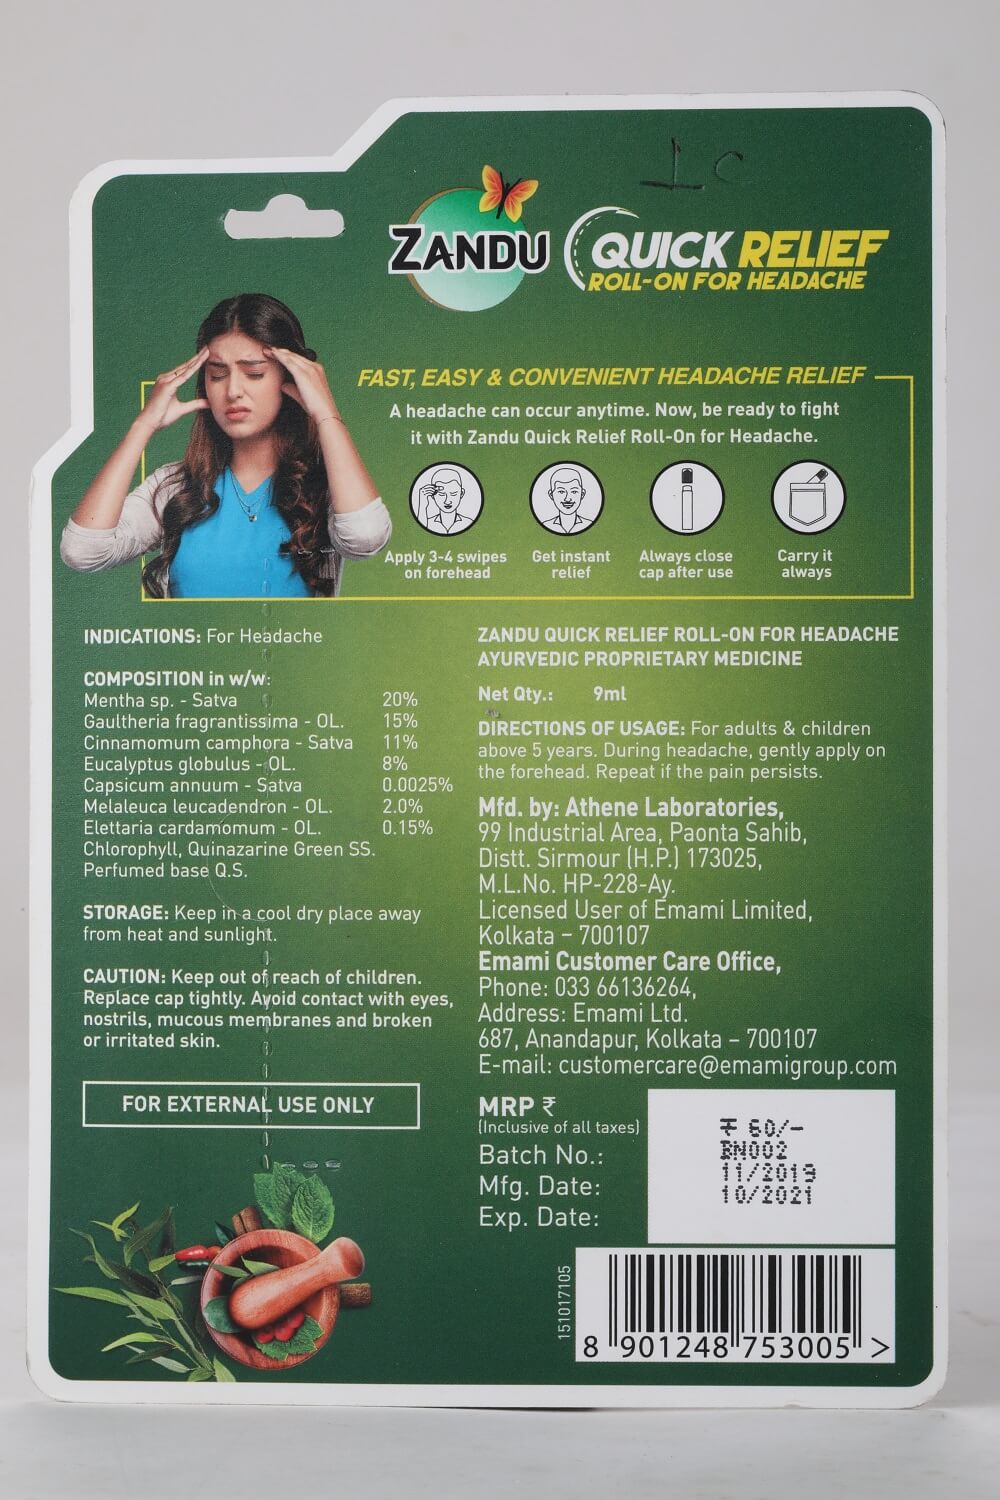 ZANDU
QUICK RELIEF
ROLL-ON FOR HEADACHE
FAST, EASY & CONVENIENT HEADACHE RELIEF
A headache can occur anytime. Now, be ready to fight
it with Zandu Quick Relief Roll-On for Headache.
Apply 3-4 swipes
on forehead
Get instant
relief
Always close
cap after use
Carry it
always
INDICATIONS: For Headache
COMPOSITION in w/w:
Mentha sp. - Satva 20%
Gaultheria fragrantissima - OL. 15%
Cinnamomum camphora - Satva 11%
Eucalyptus globulus - OL. 8%
Capsicum annuum - Satva 0.0025%
Melaleuca leucadendron - OL. 2.0%
Elettaria cardamomum - OL. 0.15%
Chlorophyll, Quinazarine Green SS.
Perfumed base Q.S.
STORAGE: Keep in a cool dry place away
from heat and sunlight.
CAUTION: Keep out of reach of children.
Replace cap tightly. Avoid contact with eyes,
nostrils, mucous membranes and broken
or irritated skin.
FOR EXTERNAL USE ONLY
ZANDU QUICK RELIEF ROLL-ON FOR HEADACHE
AYURVEDIC PROPRIETARY MEDICINE
Net Qty.: 9ml
DIRECTIONS OF USAGE: For adults & children
above 5 years. During headache, gently apply on
the forehead. Repeat if the pain persists.
Mfd. by: Athene Laboratories,
99 Industrial Area, Paonta Sahib,
Distt. Sirmour (H.P.) 173025,
M.L.No. HP-228-Ay.
Licensed User of Emami Limited,
Kolkata – 700107
Emami Customer Care Office,
Phone: 033 66136264,
Address: Emami Ltd.
687, Anandapur, Kolkata – 700107
E-mail: customercare@emamigroup.com
MRP ₹
(Inclusive of all taxes)
Batch No.:
Mfg. Date:
Exp. Date:
₹ 60/-
BN002
11/2019
10/2021
151017105
8 901248 753005 >